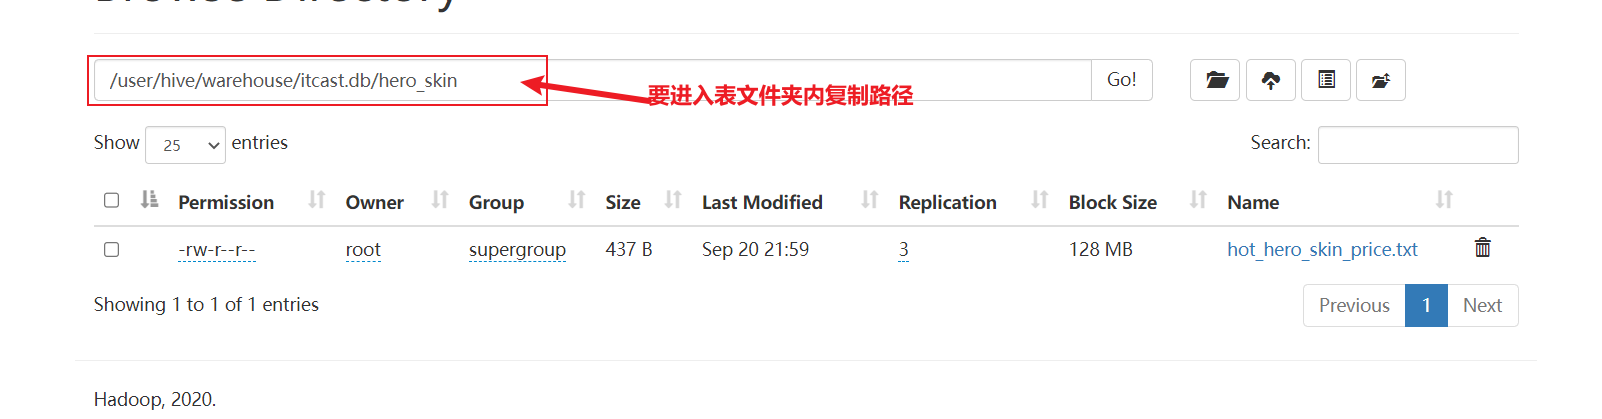 Browse Directory
/user/hive/warehouse/itcast.db/hero_skin
Go!
要进入表文件夹内复制路径
Show 25 entries
Search:
Permission Owner Group Size Last Modified Replication Block Size Name
-rw-r--r-- root supergroup 437 B Sep 20 21:59 3 128 MB hot_hero_skin_price.txt
Showing 1 to 1 of 1 entries
Previous 1 Next
Hadoop, 2020.